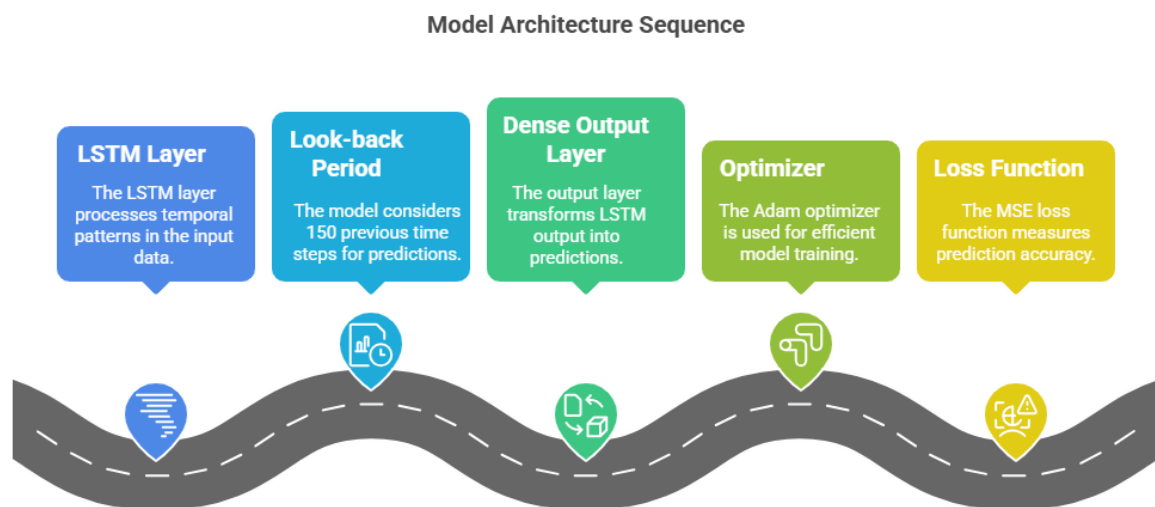 Model Architecture Sequence
LSTM Layer
The LSTM layer
processes temporal
patterns in the input
data.
Look-back
Period
The model considers
150 previous time
steps for predictions.
Dense Output
Layer
The output layer
transforms LSTM
output into
predictions.
Optimizer
The Adam optimizer
is used for efficient
model training.
Loss Function
The MSE loss
function measures
prediction accuracy.